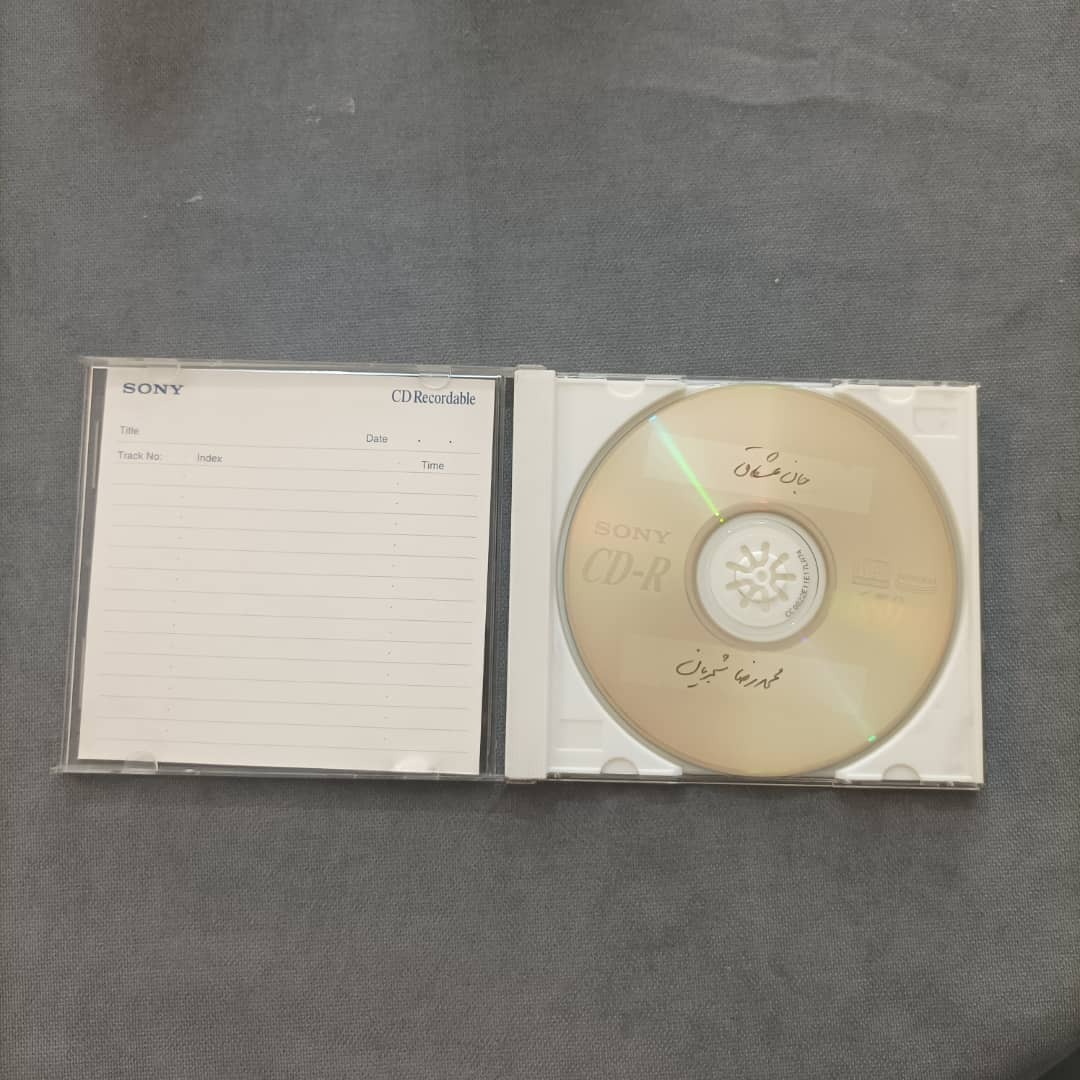 SONY
CD Recordable
Title
Date . .
Track No:
Index
Time
جان عشاق
SONY
CD-R
محمدرضا شجریان